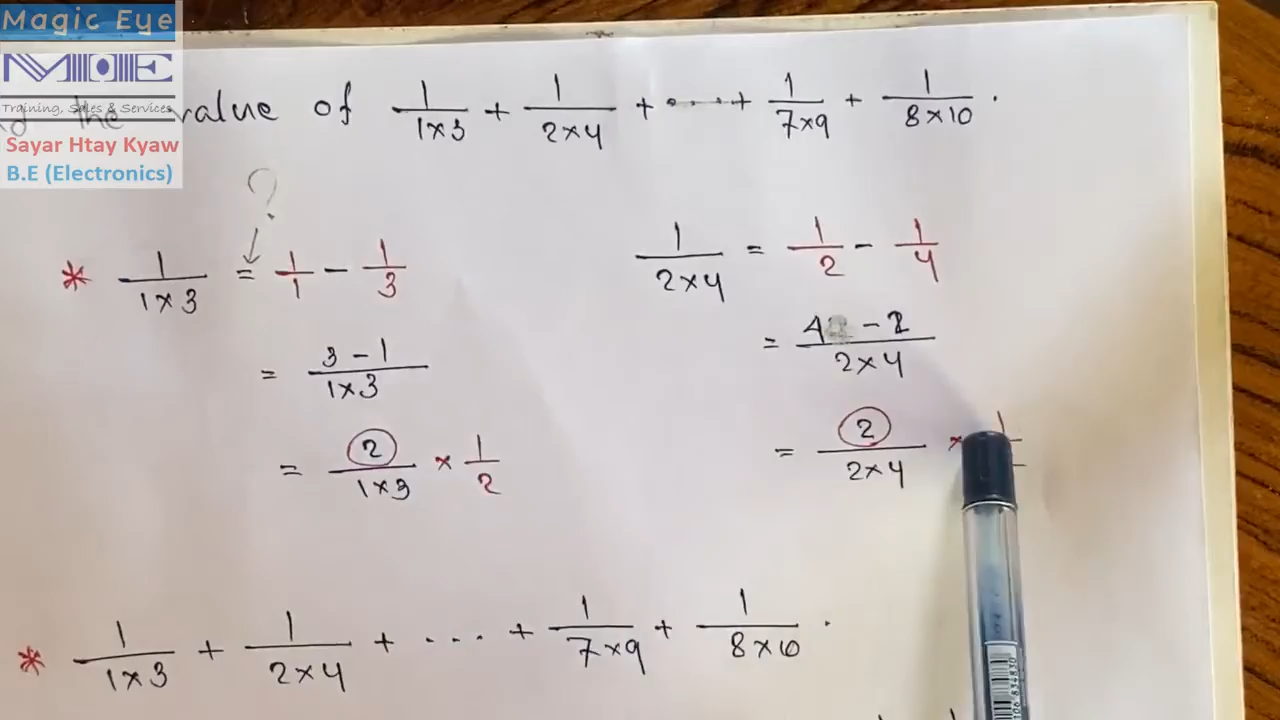 Magic Eye
MOE
Training, Sales & Services
Sayar Htay Kyaw
B.E (Electronics)
the value of 1/(1×3) + 1/(2×4) + ..... + 1/(7×9) + 1/(8×10) .
?
* 1/(1×3) = 1/1 - 1/3
= (3-1)/(1×3)
= 2/(1×3) × 1/2
1/(2×4) = 1/2 - 1/4
= (4-2)/(2×4)
= 2/(2×4) ×
* 1/(1×3) + 1/(2×4) + ... + 1/(7×9) + 1/(8×10) .